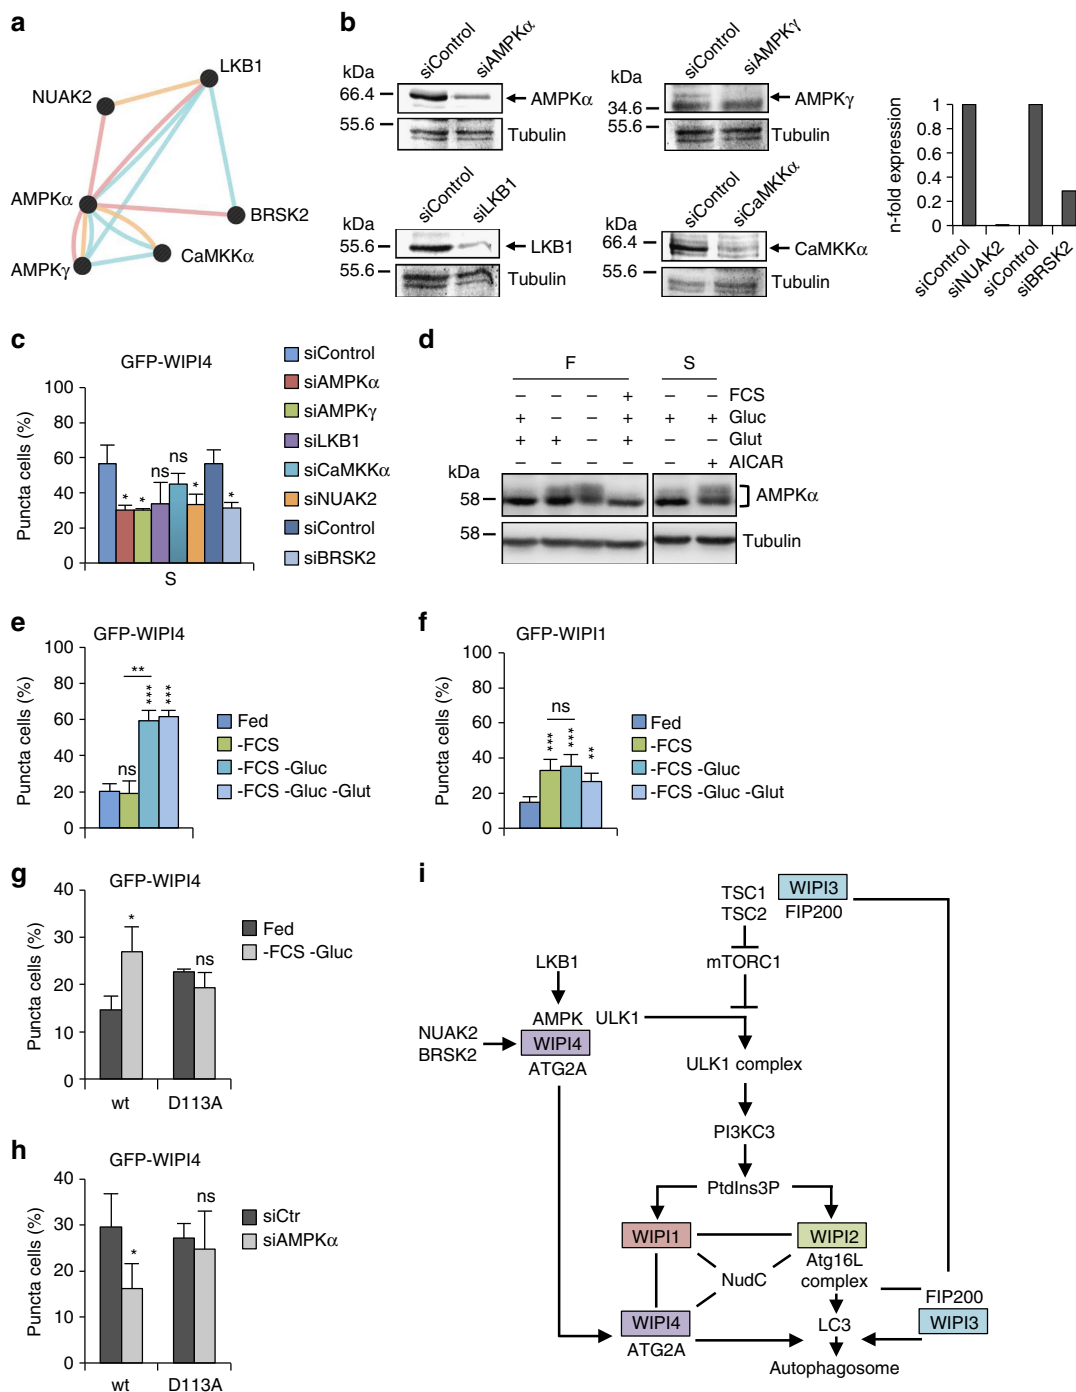 a
LKB1
NUAK2
AMPKα
BRSK2
CaMKKα
AMPKγ
b
kDa
siControl
siAMPKα
66.4
AMPKα
55.6
Tubulin
kDa
siControl
siAMPKγ
34.6
AMPKγ
55.6
Tubulin
siControl
siLKB1
55.6
LKB1
55.6
Tubulin
siControl
siCaMKKα
66.4
CaMKKα
55.6
Tubulin
n-fold expression
1
0.8
0.6
0.4
0.2
0
siControl
siNUAK2
siControl
siBRSK2
c
GFP-WIPI4
Puncta cells (%)
100
80
60
40
20
0
* * ns ns * *
S
siControl
siAMPKα
siAMPKγ
siLKB1
siCaMKKα
siNUAK2
siControl
siBRSK2
d
F S
– – – + – – FCS
+ – – + + + Gluc
+ + – + – – Glut
– – – – – + AICAR
kDa
58
AMPKα
58
Tubulin
e
GFP-WIPI4
Puncta cells (%)
100
80
60
40
20
0
**
ns *** ***
Fed
-FCS
-FCS -Gluc
-FCS -Gluc -Glut
f
GFP-WIPI1
Puncta cells (%)
100
80
60
40
20
0
ns
*** *** **
Fed
-FCS
-FCS -Gluc
-FCS -Gluc -Glut
g
GFP-WIPI4
Puncta cells (%)
40
30
20
10
0
* ns
wt D113A
Fed
-FCS -Gluc
h
GFP-WIPI4
Puncta cells (%)
40
30
20
10
0
* ns
wt D113A
siCtr
siAMPKα
i
TSC1
TSC2
WIPI3
FIP200
mTORC1
LKB1
AMPK
ULK1
NUAK2
BRSK2
WIPI4
ATG2A
ULK1 complex
PI3KC3
PtdIns3P
WIPI1
WIPI2
Atg16L
complex
NudC
FIP200
WIPI3
WIPI4
ATG2A
LC3
Autophagosome